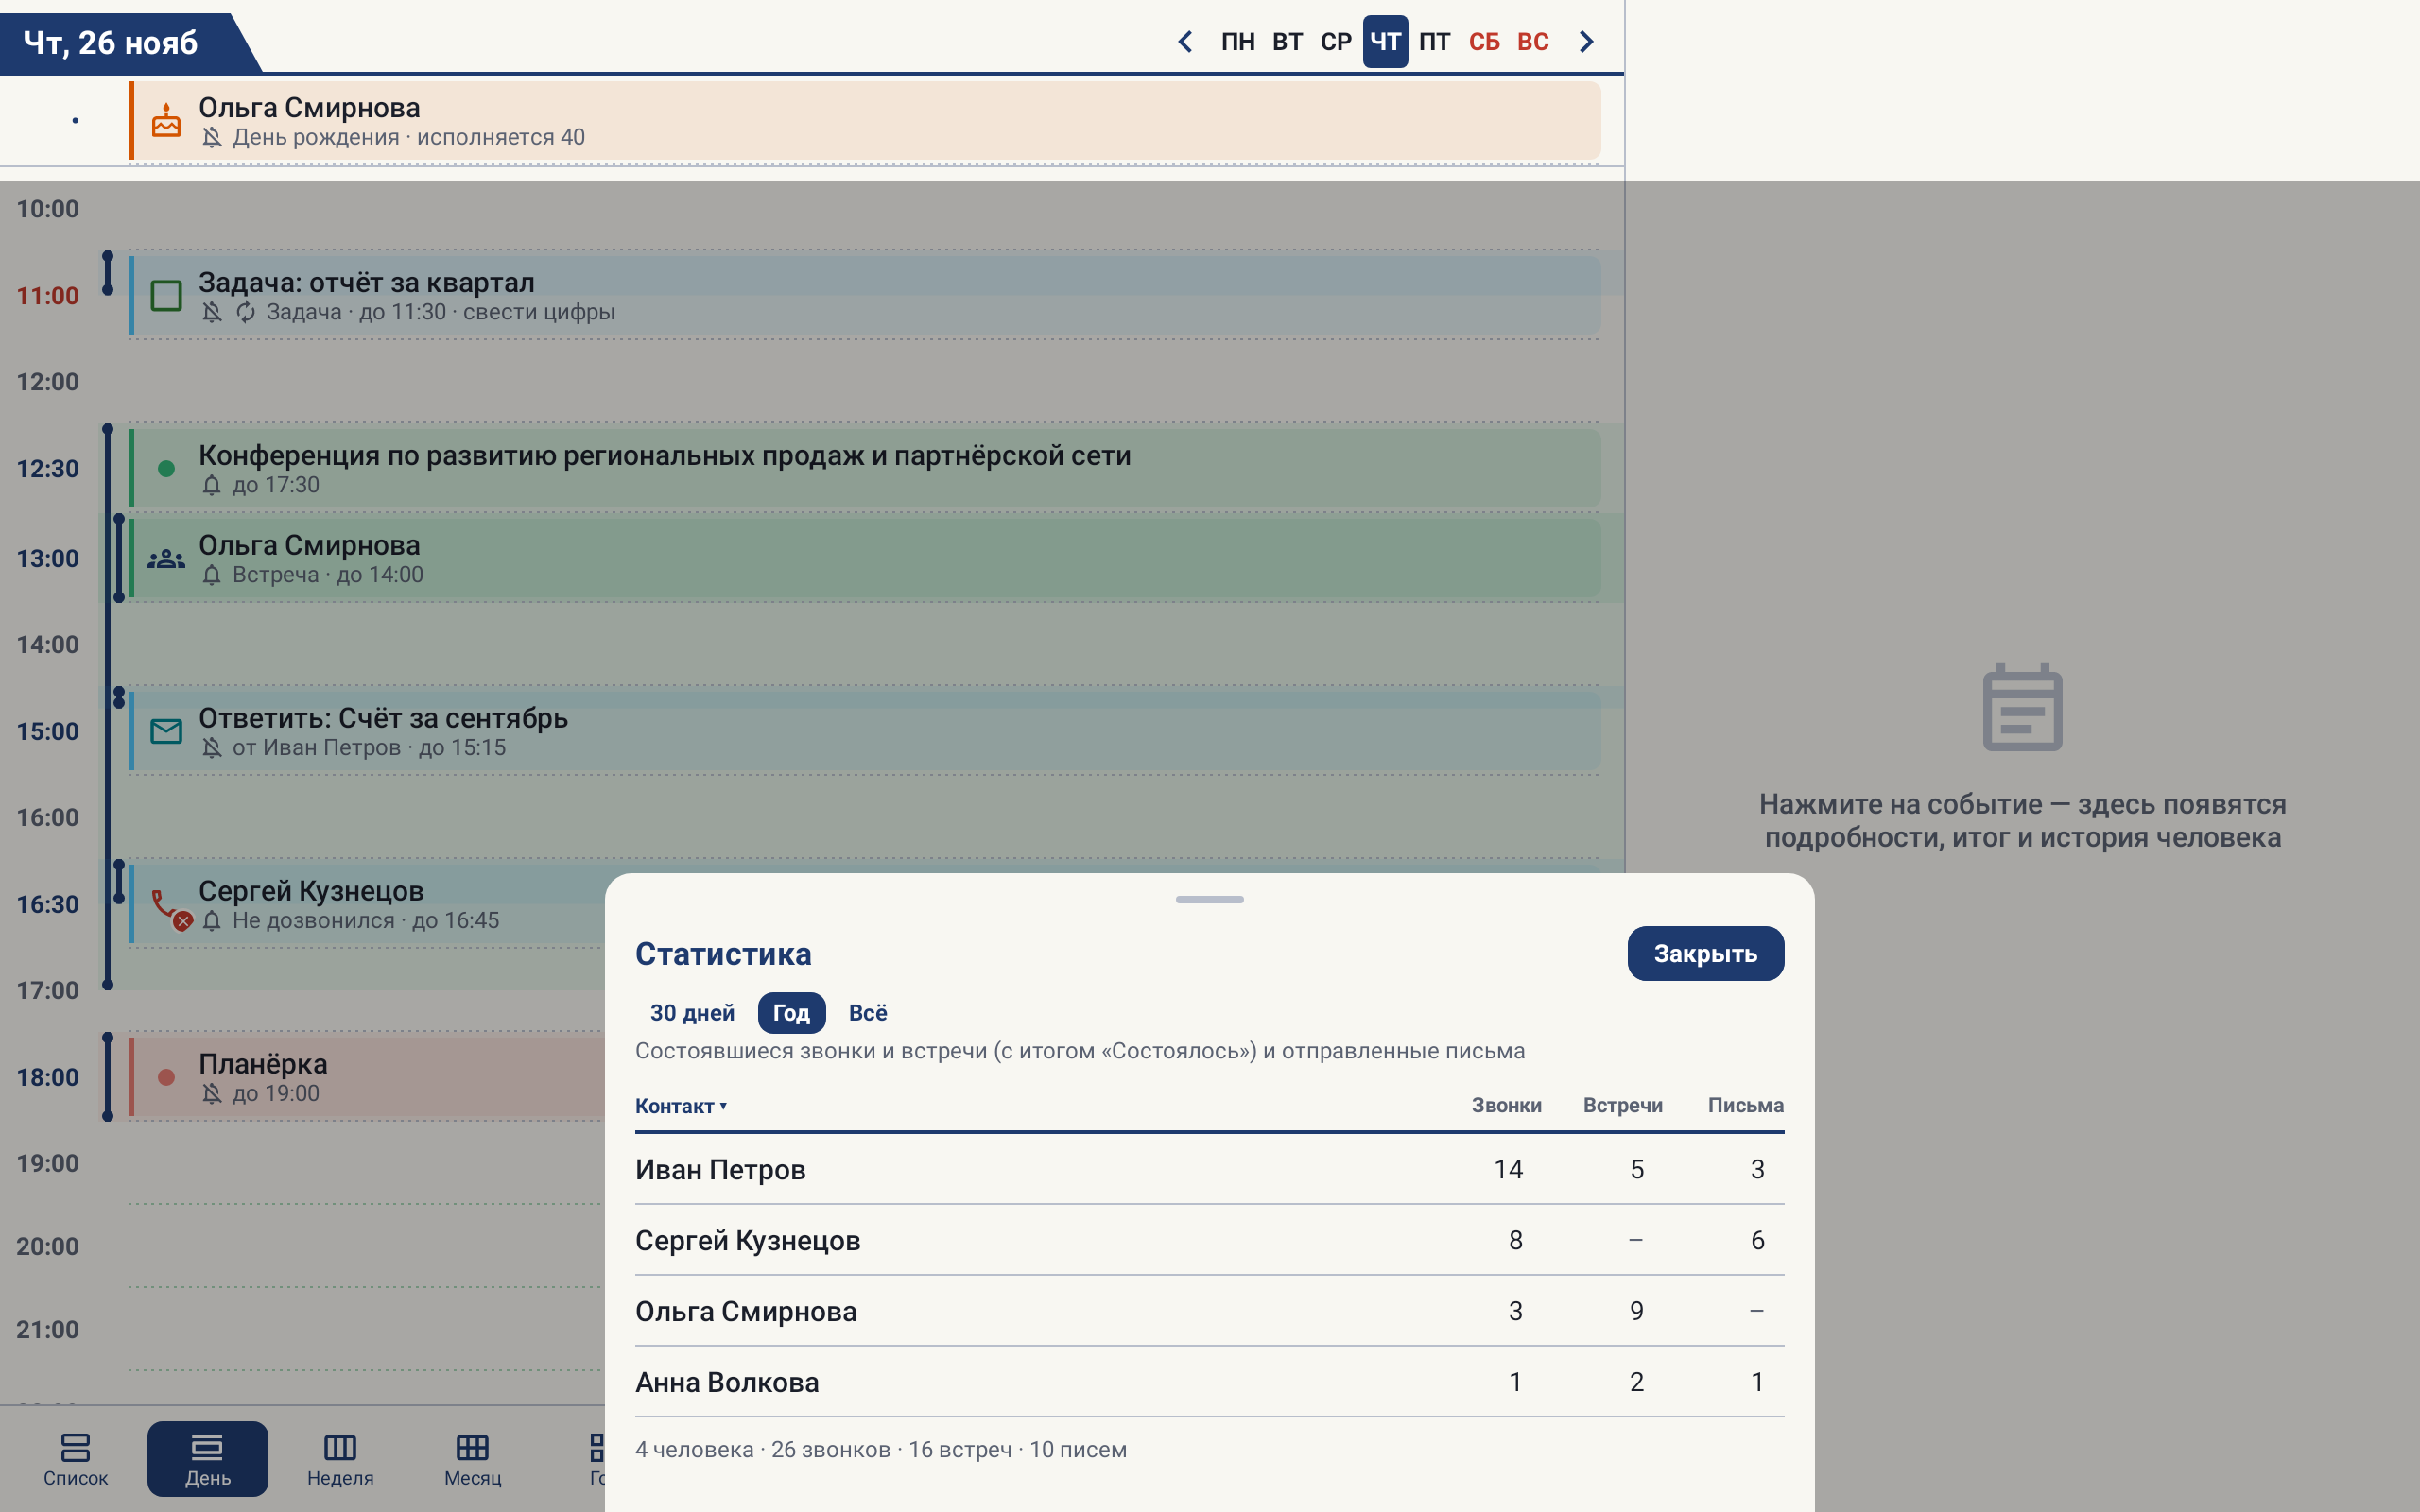 Чт, 26 нояб
ПН ВТ СР ЧТ ПТ СБ ВС
Ольга Смирнова
День рождения · исполняется 40
10:00
11:00
Задача: отчёт за квартал
Задача · до 11:30 · свести цифры
12:00
12:30
Конференция по развитию региональных продаж и партнёрской сети
до 17:30
13:00
Ольга Смирнова
Встреча · до 14:00
14:00
15:00
Ответить: Счёт за сентябрь
от Иван Петров · до 15:15
16:00
16:30
Сергей Кузнецов
Не дозвонился · до 16:45
17:00
18:00
Планёрка
до 19:00
19:00
20:00
21:00
Список
День
Неделя
Месяц
Нажмите на событие — здесь появятся
подробности, итог и история человека
Статистика
Закрыть
30 дней Год Всё
Состоявшиеся звонки и встречи (с итогом «Состоялось») и отправленные письма
Контакт ▾ Звонки Встречи Письма
Иван Петров 14 5 3
Сергей Кузнецов 8 – 6
Ольга Смирнова 3 9 –
Анна Волкова 1 2 1
4 человека · 26 звонков · 16 встреч · 10 писем